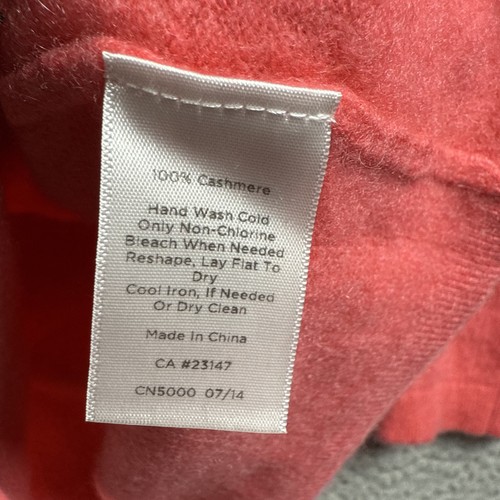 100% Cashmere
Hand Wash Cold
Only Non-Chlorine
Bleach When Needed
Reshape, Lay Flat To
Dry
Cool Iron, If Needed
Or Dry Clean
Made In China
CA #23147
CN5000 07/14